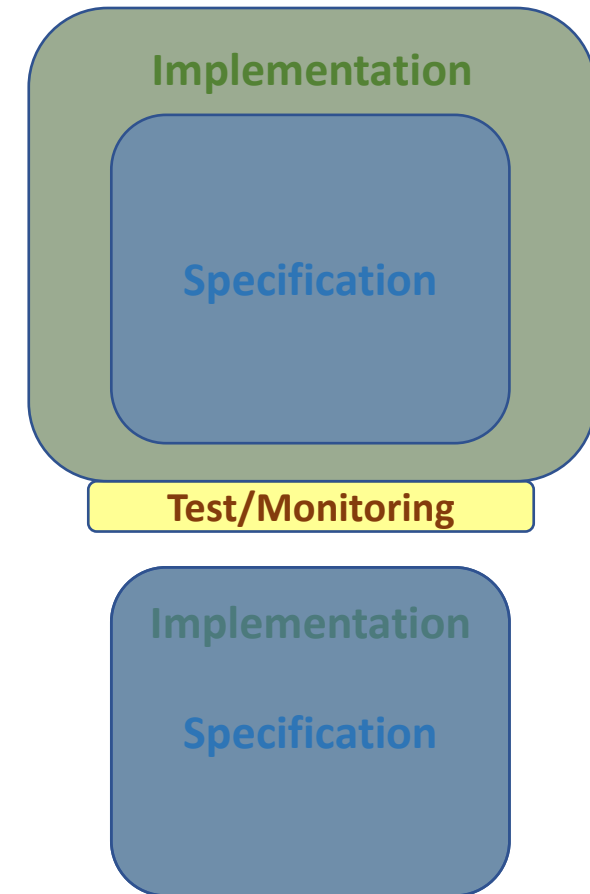 Implementation
Specification
Test/Monitoring
Implementation
Specification